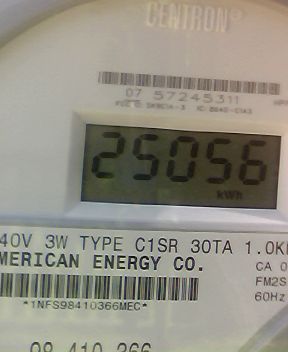 CENTRON®
07 57245311
25056
kWh
40V 3W TYPE C1SR 30TA 1.0K
MERICAN ENERGY CO.
CA 0
FM2S
*1NFS98410366MEC*
60Hz
98 410 366